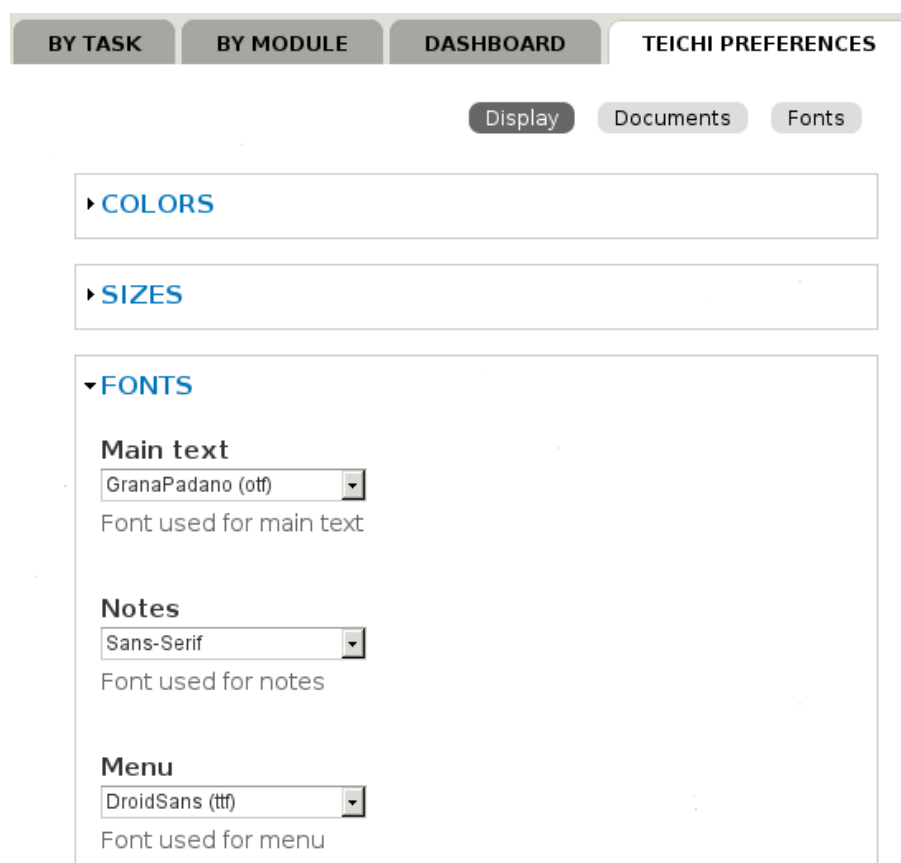 BY TASK BY MODULE DASHBOARD TEICHI PREFERENCES
Display Documents Fonts
COLORS
SIZES
FONTS
Main text
GranaPadano (otf)
Font used for main text
Notes
Sans-Serif
Font used for notes
Menu
DroidSans (ttf)
Font used for menu